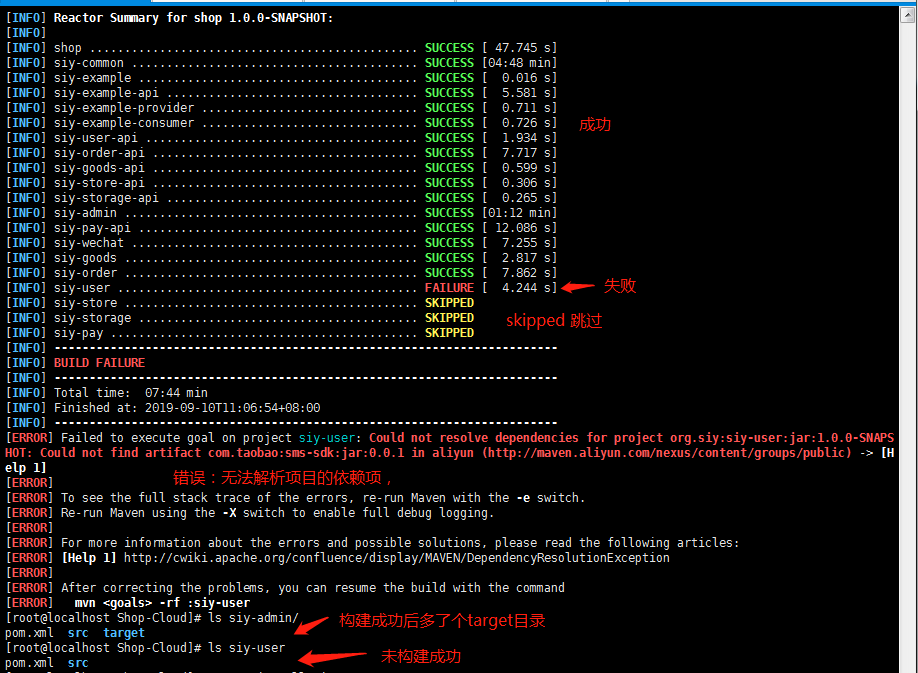 [INFO] Reactor Summary for shop 1.0.0-SNAPSHOT:
[INFO]
[INFO] shop ........................................... SUCCESS [ 47.745 s]
[INFO] siy-common ..................................... SUCCESS [04:48 min]
[INFO] siy-example .................................... SUCCESS [  0.016 s]
[INFO] siy-example-api ................................ SUCCESS [  5.581 s]
[INFO] siy-example-provider ........................... SUCCESS [  0.711 s]
[INFO] siy-example-consumer ........................... SUCCESS [  0.726 s]
成功
[INFO] siy-user-api ................................... SUCCESS [  1.934 s]
[INFO] siy-order-api .................................. SUCCESS [  7.717 s]
[INFO] siy-goods-api .................................. SUCCESS [  0.599 s]
[INFO] siy-store-api .................................. SUCCESS [  0.306 s]
[INFO] siy-storage-api ................................ SUCCESS [  0.265 s]
[INFO] siy-admin ...................................... SUCCESS [01:12 min]
[INFO] siy-pay-api .................................... SUCCESS [ 12.086 s]
[INFO] siy-wechat ..................................... SUCCESS [  7.255 s]
[INFO] siy-goods ...................................... SUCCESS [  2.817 s]
[INFO] siy-order ...................................... SUCCESS [  7.862 s]
[INFO] siy-user ....................................... FAILURE [  4.244 s] 失败
[INFO] siy-store ...................................... SKIPPED
[INFO] siy-storage .................................... SKIPPED
skipped 跳过
[INFO] siy-pay ........................................ SKIPPED
[INFO] ------------------------------------------------------------------------
[INFO] BUILD FAILURE
[INFO] ------------------------------------------------------------------------
[INFO] Total time:  07:44 min
[INFO] Finished at: 2019-09-10T11:06:54+08:00
[INFO] ------------------------------------------------------------------------
[ERROR] Failed to execute goal on project siy-user: Could not resolve dependencies for project org.siy:siy-user:jar:1.0.0-SNAPS
HOT: Could not find artifact com.taobao:sms-sdk:jar:0.0.1 in aliyun (http://maven.aliyun.com/nexus/content/groups/public) -> [H
elp 1]
错误：无法解析项目的依赖项，
[ERROR]
[ERROR] To see the full stack trace of the errors, re-run Maven with the -e switch.
[ERROR] Re-run Maven using the -X switch to enable full debug logging.
[ERROR]
[ERROR] For more information about the errors and possible solutions, please read the following articles:
[ERROR] [Help 1] http://cwiki.apache.org/confluence/display/MAVEN/DependencyResolutionException
[ERROR]
[ERROR] After correcting the problems, you can resume the build with the command
[ERROR]   mvn <goals> -rf :siy-user
[root@localhost Shop-Cloud]# ls siy-admin/
构建成功后多了个target目录
pom.xml  src  target
[root@localhost Shop-Cloud]# ls siy-user
未构建成功
pom.xml  src